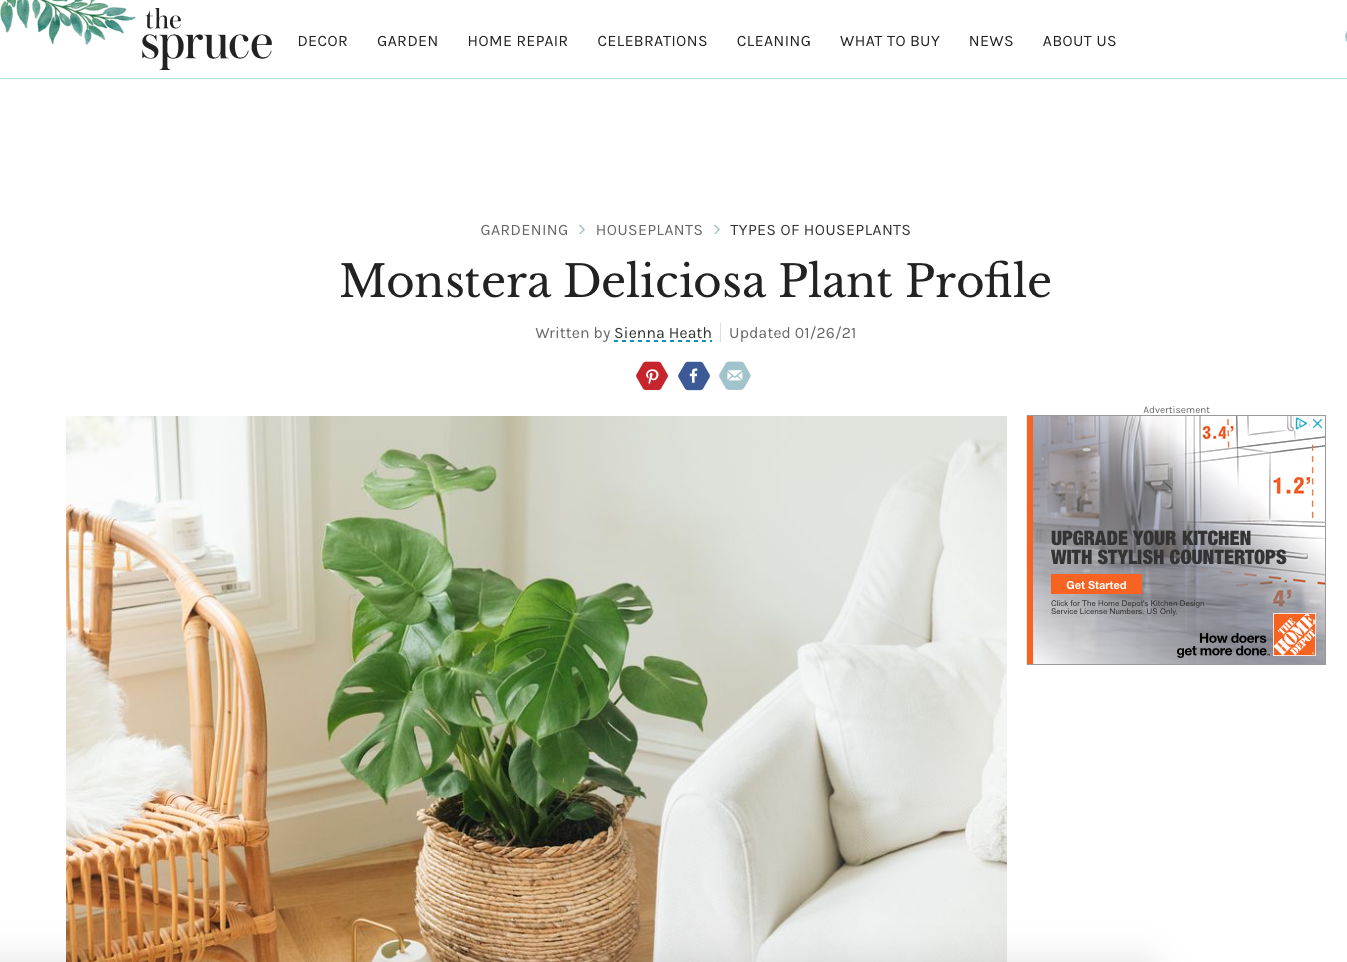 the
spruce
DECOR GARDEN HOME REPAIR CELEBRATIONS CLEANING WHAT TO BUY NEWS ABOUT US
GARDENING > HOUSEPLANTS > TYPES OF HOUSEPLANTS
Monstera Deliciosa Plant Profile
Written by Sienna Heath | Updated 01/26/21
Advertisement
3.4'
1.2'
UPGRADE YOUR KITCHEN
WITH STYLISH COUNTERTOPS
Get Started
4'
Click for The Home Depot's Kitchen Design
Service License Numbers. US Only.
How doers
get more done.
THE
HOME
DEPOT